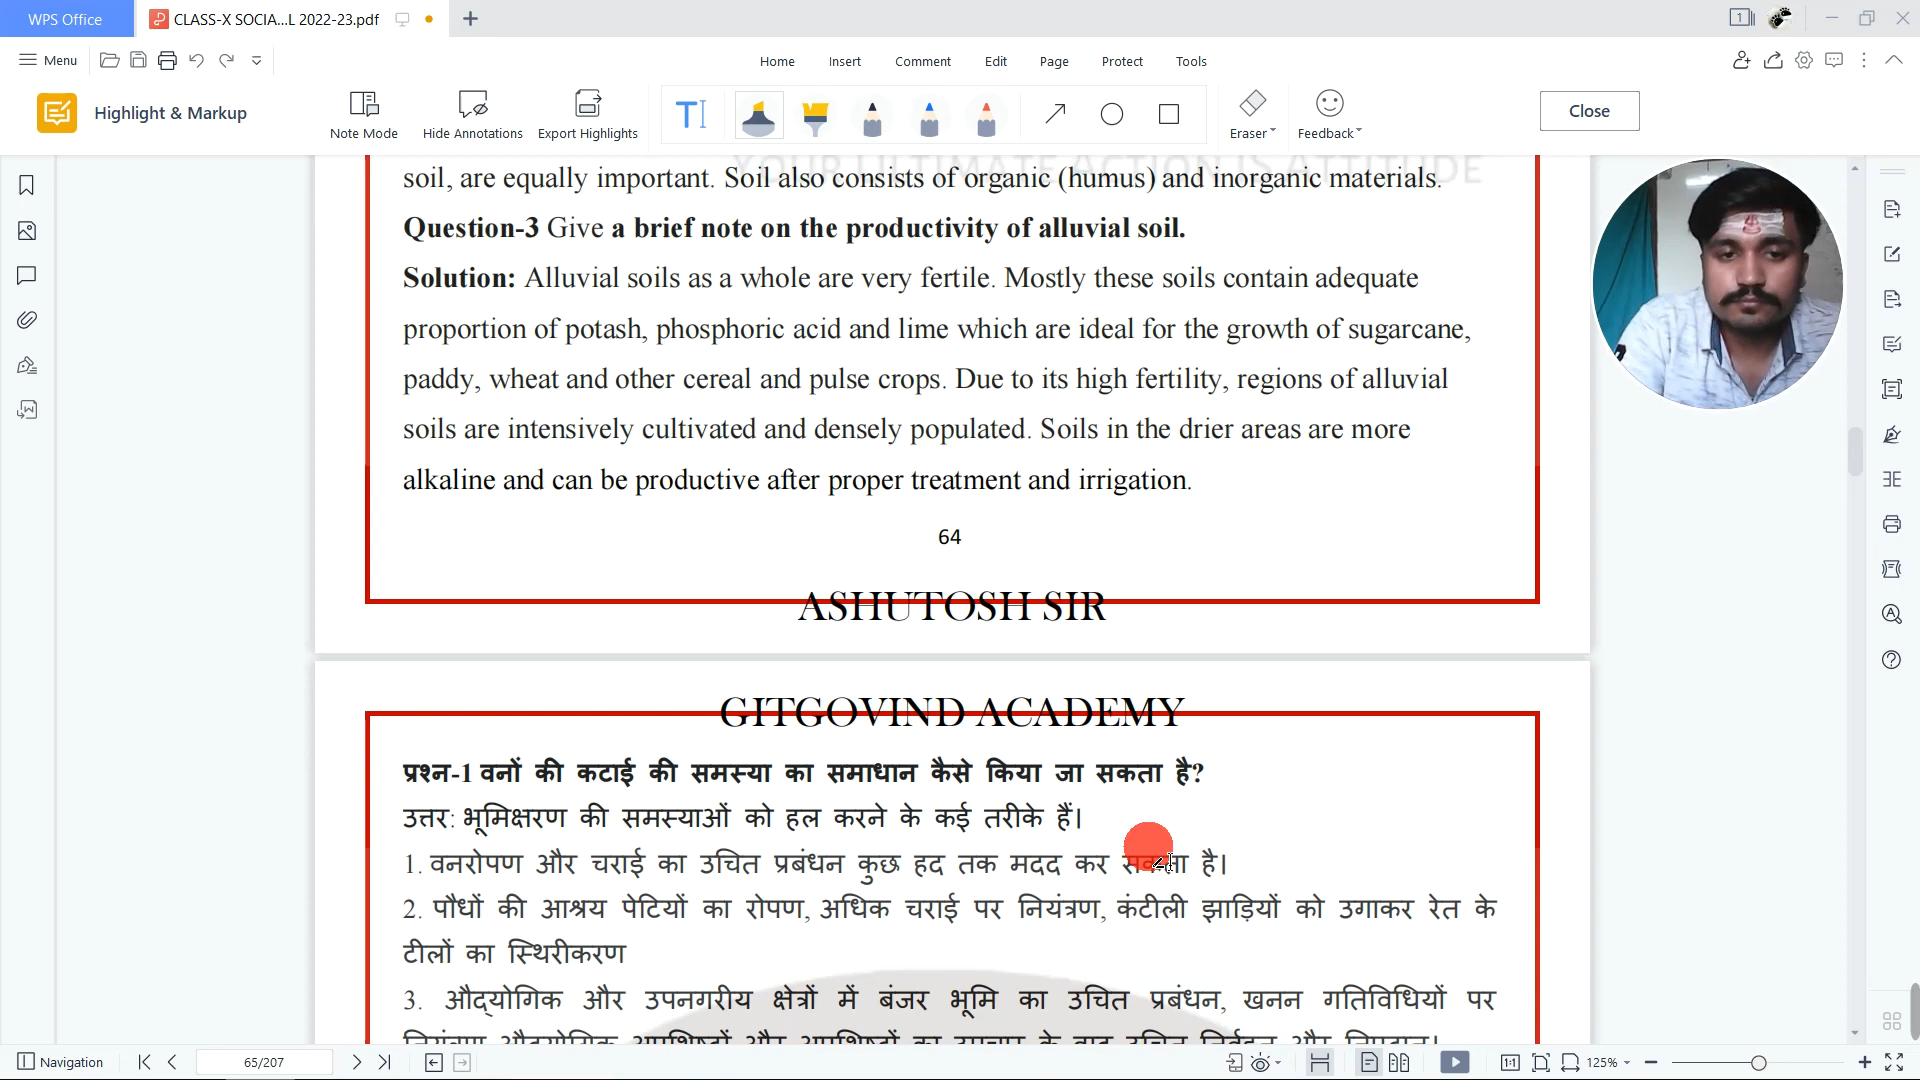 WPS Office
CLASS-X SOCIA...L 2022-23.pdf
1
Menu
Home Insert Comment Edit Page Protect Tools
Highlight & Markup
Note Mode Hide Annotations Export Highlights Eraser Feedback
Close
YOUR ULTIMATE ACTION IS ATTITUDE
soil, are equally important. Soil also consists of organic (humus) and inorganic materials.
Question-3 Give a brief note on the productivity of alluvial soil.
Solution: Alluvial soils as a whole are very fertile. Mostly these soils contain adequate
proportion of potash, phosphoric acid and lime which are ideal for the growth of sugarcane,
paddy, wheat and other cereal and pulse crops. Due to its high fertility, regions of alluvial
soils are intensively cultivated and densely populated. Soils in the drier areas are more
alkaline and can be productive after proper treatment and irrigation.
64
ASHUTOSH SIR
GITGOVIND ACADEMY
प्रश्न-1 वनों की कटाई की समस्या का समाधान कैसे किया जा सकता है?
उत्तर: भूमिक्षरण की समस्याओं को हल करने के कई तरीके हैं।
1. वनरोपण और चराई का उचित प्रबंधन कुछ हद तक मदद कर सकता है।
2. पौधों की आश्रय पेटियों का रोपण, अधिक चराई पर नियंत्रण, कंटीली झाड़ियों को उगाकर रेत के
टीलों का स्थिरीकरण
3. औद्योगिक और उपनगरीय क्षेत्रों में बंजर भूमि का उचित प्रबंधन, खनन गतिविधियों पर
Navigation
65/207
125%